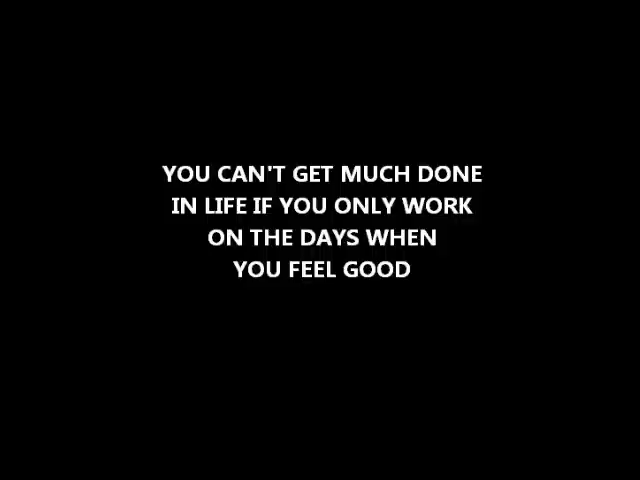 YOU CAN'T GET MUCH DONE
IN LIFE IF YOU ONLY WORK
ON THE DAYS WHEN
YOU FEEL GOOD